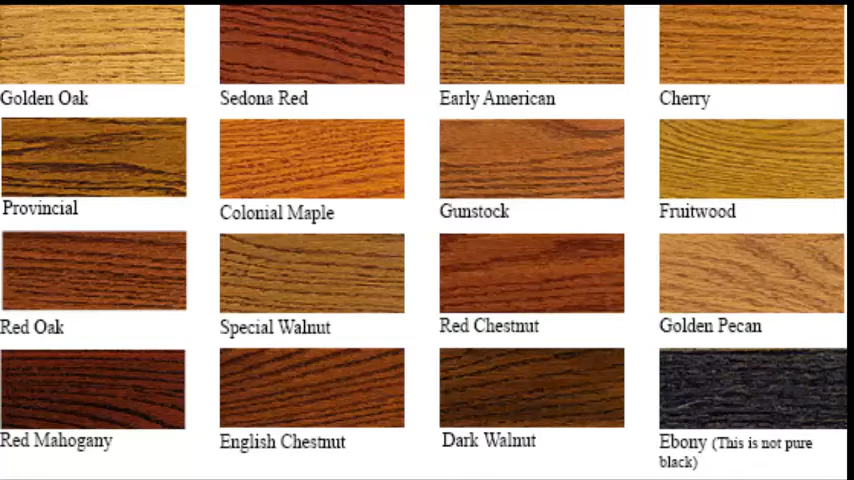 Golden Oak
Sedona Red
Early American
Cherry
Provincial
Colonial Maple
Gunstock
Fruitwood
Red Oak
Special Walnut
Red Chestnut
Golden Pecan
Red Mahogany
English Chestnut
Dark Walnut
Ebony (This is not pure
black)